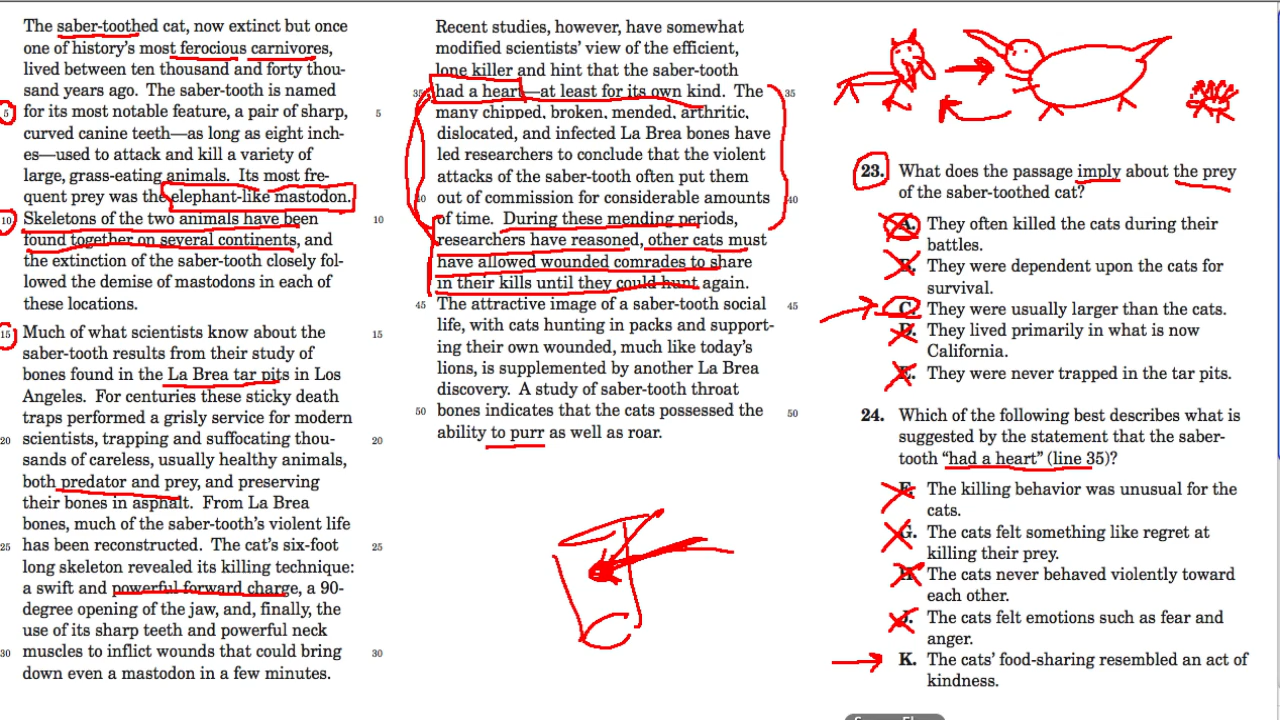 The saber-toothed cat, now extinct but once
one of history's most ferocious carnivores,
lived between ten thousand and forty thou-
sand years ago. The saber-tooth is named
5 for its most notable feature, a pair of sharp, 5
curved canine teeth—as long as eight inch-
es—used to attack and kill a variety of
large, grass-eating animals. Its most fre-
quent prey was the elephant-like mastodon.
10 Skeletons of the two animals have been 10
found together on several continents, and
the extinction of the saber-tooth closely fol-
lowed the demise of mastodons in each of
these locations.
15 Much of what scientists know about the 15
saber-tooth results from their study of
bones found in the La Brea tar pits in Los
Angeles. For centuries these sticky death
traps performed a grisly service for modern
20 scientists, trapping and suffocating thou- 20
sands of careless, usually healthy animals,
both predator and prey, and preserving
their bones in asphalt. From La Brea
bones, much of the saber-tooth's violent life
25 has been reconstructed. The cat's six-foot 25
long skeleton revealed its killing technique:
a swift and powerful forward charge, a 90-
degree opening of the jaw, and, finally, the
use of its sharp teeth and powerful neck
30 muscles to inflict wounds that could bring 30
down even a mastodon in a few minutes.
Recent studies, however, have somewhat
modified scientists' view of the efficient,
lone killer and hint that the saber-tooth
35 had a heart—at least for its own kind. The 35
many chipped, broken, mended, arthritic,
dislocated, and infected La Brea bones have
led researchers to conclude that the violent
attacks of the saber-tooth often put them
40 out of commission for considerable amounts 40
of time. During these mending periods,
researchers have reasoned, other cats must
have allowed wounded comrades to share
in their kills until they could hunt again.
45 The attractive image of a saber-tooth social 45
life, with cats hunting in packs and support-
ing their own wounded, much like today's
lions, is supplemented by another La Brea
discovery. A study of saber-tooth throat
50 bones indicates that the cats possessed the 50
ability to purr as well as roar.
23. What does the passage imply about the prey
of the saber-toothed cat?
A. They often killed the cats during their
battles.
B. They were dependent upon the cats for
survival.
C. They were usually larger than the cats.
D. They lived primarily in what is now
California.
E. They were never trapped in the tar pits.
24. Which of the following best describes what is
suggested by the statement that the saber-
tooth “had a heart” (line 35)?
F. The killing behavior was unusual for the
cats.
G. The cats felt something like regret at
killing their prey.
H. The cats never behaved violently toward
each other.
J. The cats felt emotions such as fear and
anger.
K. The cats' food-sharing resembled an act of
kindness.